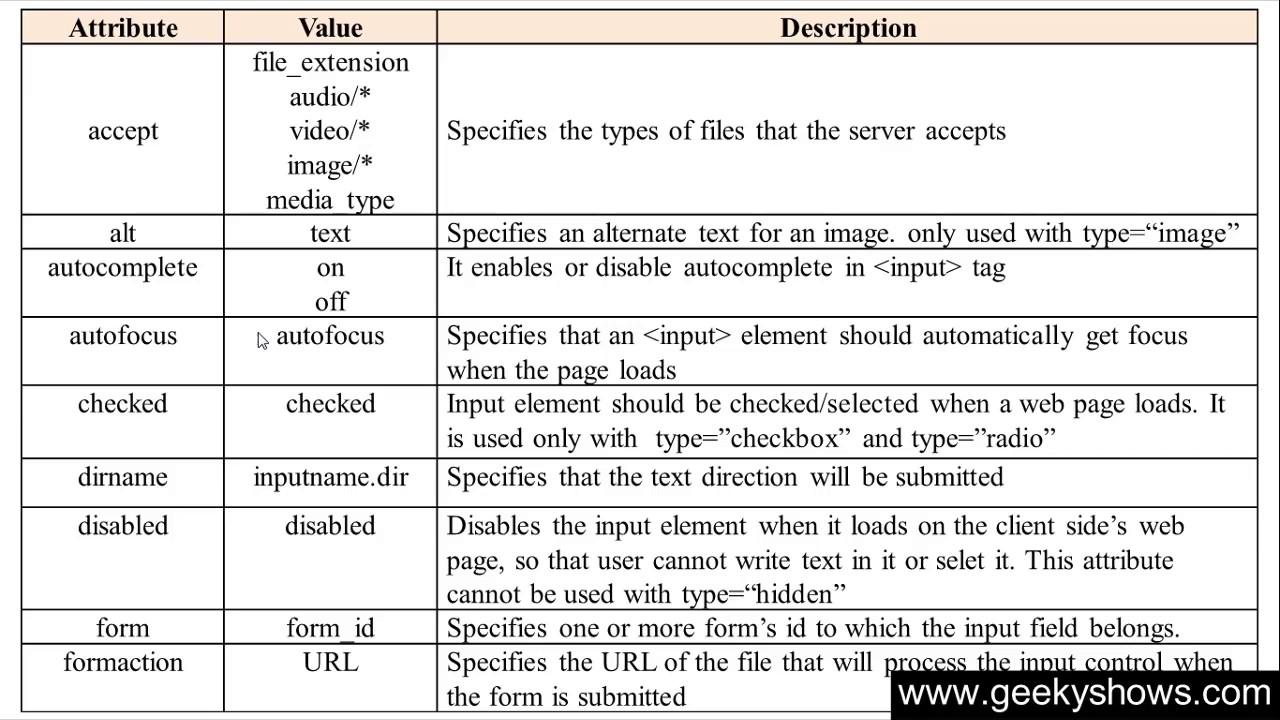 Attribute Value Description
file_extension
audio/*
accept video/* Specifies the types of files that the server accepts
image/*
media_type
alt text Specifies an alternate text for an image. only used with type=“image”
autocomplete on It enables or disable autocomplete in <input> tag
off
autofocus autofocus Specifies that an <input> element should automatically get focus
when the page loads
checked checked Input element should be checked/selected when a web page loads. It
is used only with type=”checkbox” and type=”radio”
dirname inputname.dir Specifies that the text direction will be submitted
disabled disabled Disables the input element when it loads on the client side’s web
page, so that user cannot write text in it or selet it. This attribute
cannot be used with type=“hidden”
form form_id Specifies one or more form’s id to which the input field belongs.
formaction URL Specifies the URL of the file that will process the input control when
the form is submitted
www.geekyshows.com